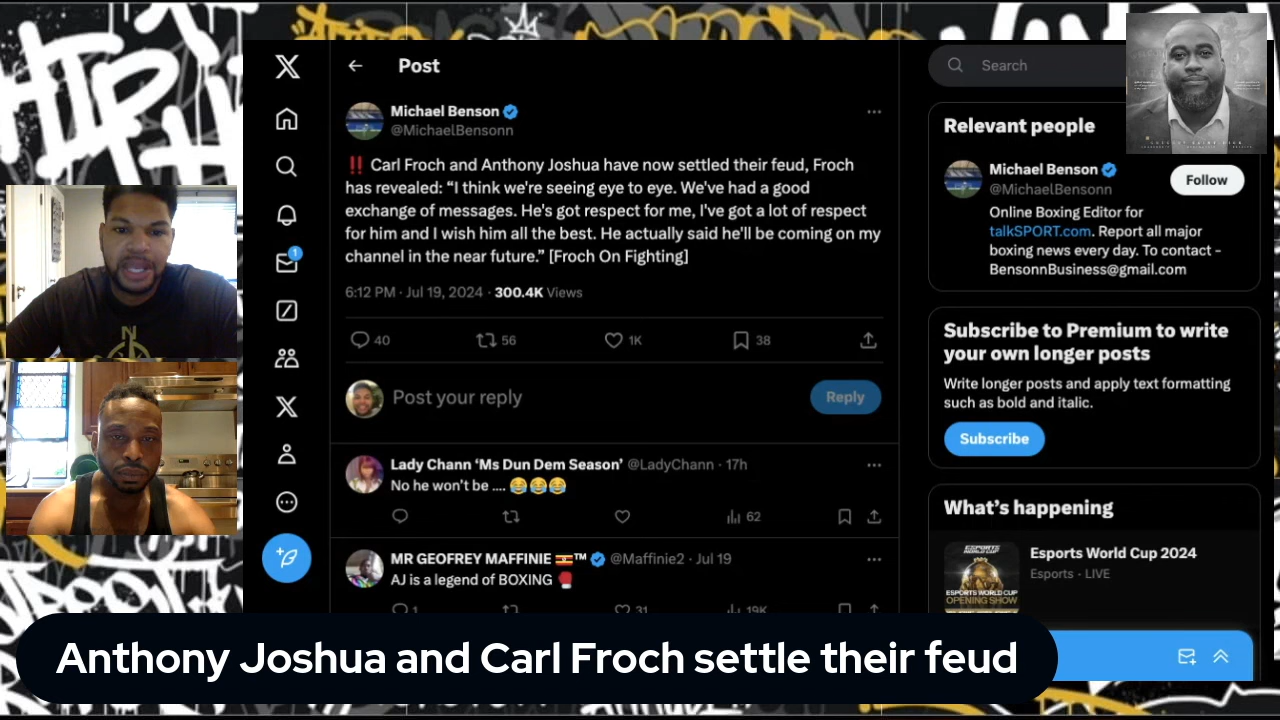 Post
Michael Benson
@MichaelBensonn
‼️ Carl Froch and Anthony Joshua have now settled their feud, Froch
has revealed: “I think we're seeing eye to eye. We've had a good
exchange of messages. He's got respect for me, I've got a lot of respect
for him and I wish him all the best. He actually said he'll be coming on my
channel in the near future.” [Froch On Fighting]
6:12 PM · Jul 19, 2024 · 300.4K Views
40 56 1K 38
Post your reply
Reply
Lady Chann ‘Ms Dun Dem Season’ @LadyChann · 17h
No he won't be .... 😂😂😂
62
MR GEOFREY MAFFINIE 🇺🇬™ @Maffinie2 · Jul 19
AJ is a legend of BOXING 🥊
1 31 19K
Search
Relevant people
Michael Benson
@MichaelBensonn
Follow
Online Boxing Editor for
talkSPORT.com. Report all major
boxing news every day. To contact -
BensonnBusiness@gmail.com
Subscribe to Premium to write
your own longer posts
Write longer posts and apply text formatting
such as bold and italic.
Subscribe
What's happening
Esports World Cup 2024
Esports · LIVE
ESPORTS
WORLD CUP
OPENING SHOW
1
HIP
Anthony Joshua and Carl Froch settle their feud